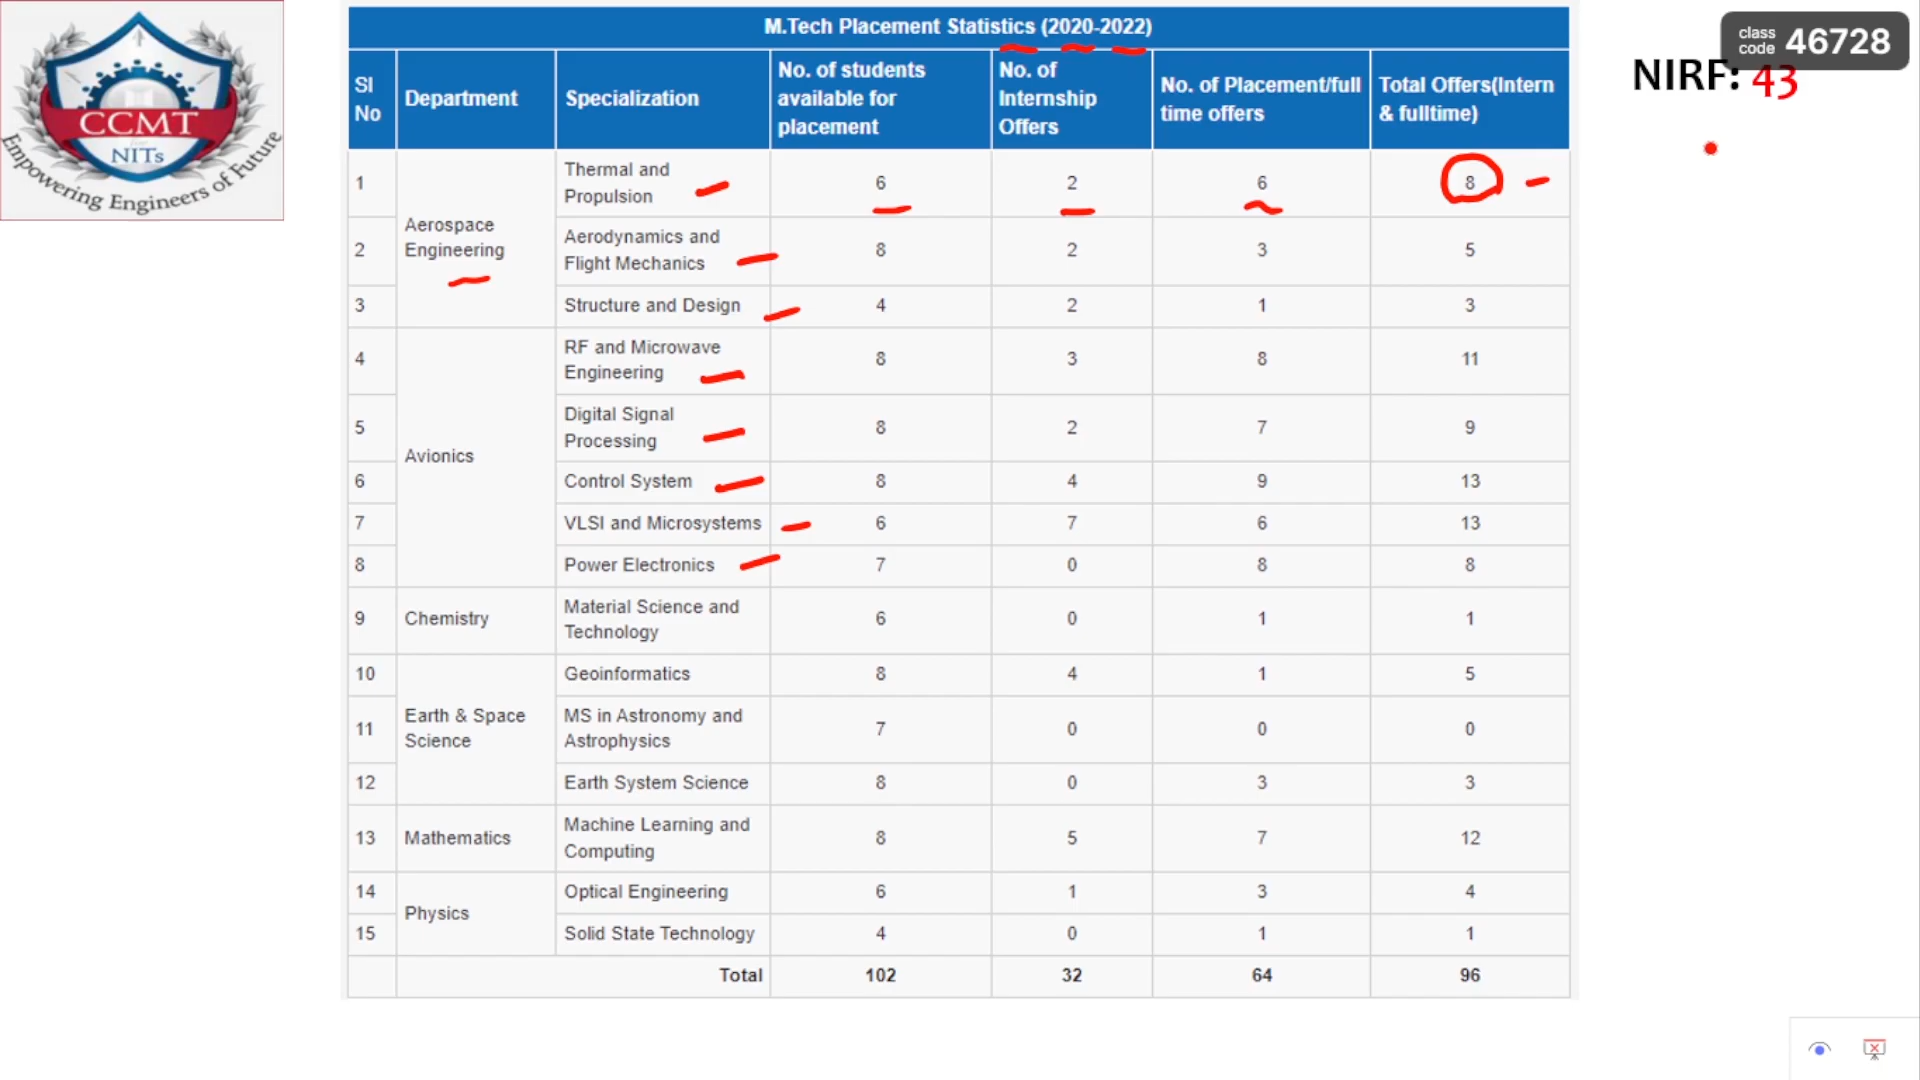 CCMT
NITs
Empowering Engineers of Future
class code 46728
NIRF: 43
M.Tech Placement Statistics (2020-2022)
Sl No | Department | Specialization | No. of students available for placement | No. of Internship Offers | No. of Placement/full time offers | Total Offers(Intern & fulltime)
1 | Aerospace Engineering | Thermal and Propulsion | 6 | 2 | 6 | 8
2 | Aerodynamics and Flight Mechanics | 8 | 2 | 3 | 5
3 | Structure and Design | 4 | 2 | 1 | 3
4 | Avionics | RF and Microwave Engineering | 8 | 3 | 8 | 11
5 | Digital Signal Processing | 8 | 2 | 7 | 9
6 | Control System | 8 | 4 | 9 | 13
7 | VLSI and Microsystems | 6 | 7 | 6 | 13
8 | Power Electronics | 7 | 0 | 8 | 8
9 | Chemistry | Material Science and Technology | 6 | 0 | 1 | 1
10 | Earth & Space Science | Geoinformatics | 8 | 4 | 1 | 5
11 | MS in Astronomy and Astrophysics | 7 | 0 | 0 | 0
12 | Earth System Science | 8 | 0 | 3 | 3
13 | Mathematics | Machine Learning and Computing | 8 | 5 | 7 | 12
14 | Physics | Optical Engineering | 6 | 1 | 3 | 4
15 | Solid State Technology | 4 | 0 | 1 | 1
Total | 102 | 32 | 64 | 96